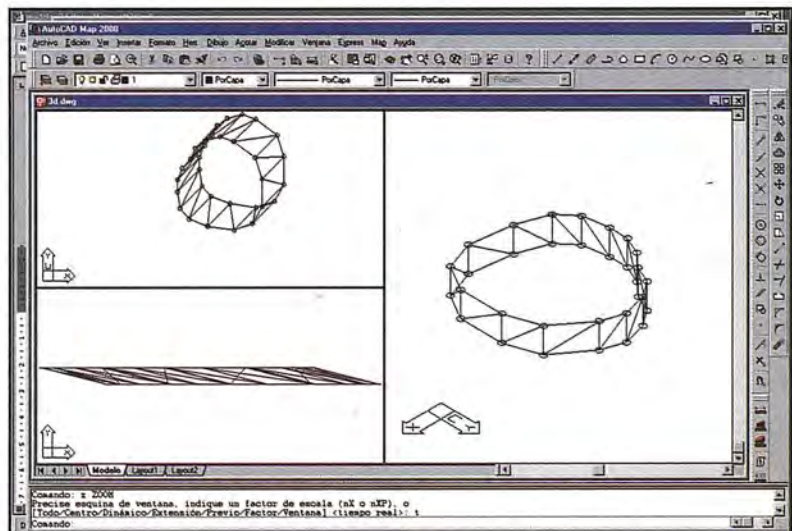 AutoCAD Map 2000
Archivo Edición Ver Insertar Formato Herr. Dibujo Acotar Modificar Ventana Express Map Ayuda
1 PorCapa PorCapa PorCapa PorCapa
3d.dwg
Y
W
X
Y
X
X Y
Modelo Layout1 Layout2
Comando: z ZOOM
Precise esquina de ventana, indique un factor de escala (nX o nXP), o
[Todo/Centro/Dinámico/Extensión/Previo/Factor/Ventana] <tiempo real>: t
Comando: